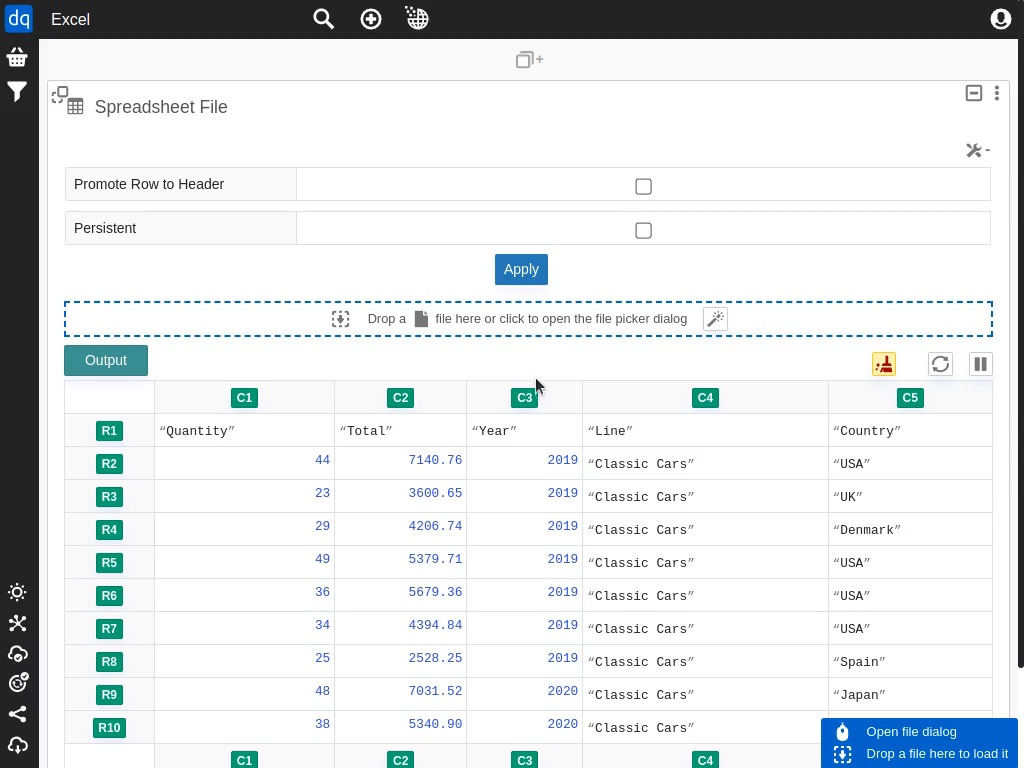 dq Excel
+
Spreadsheet File
Promote Row to Header
Persistent
Apply
Drop a file here or click to open the file picker dialog
Output
C1 C2 C3 C4 C5
R1 “Quantity” “Total” “Year” “Line” “Country”
R2 44 7140.76 2019 “Classic Cars” “USA”
R3 23 3600.65 2019 “Classic Cars” “UK”
R4 29 4206.74 2019 “Classic Cars” “Denmark”
R5 49 5379.71 2019 “Classic Cars” “USA”
R6 36 5679.36 2019 “Classic Cars” “USA”
R7 34 4394.84 2019 “Classic Cars” “USA”
R8 25 2528.25 2019 “Classic Cars” “Spain”
R9 48 7031.52 2020 “Classic Cars” “Japan”
R10 38 5340.90 2020 “Classic Cars”
C1 C2 C3 C4
Open file dialog
Drop a file here to load it